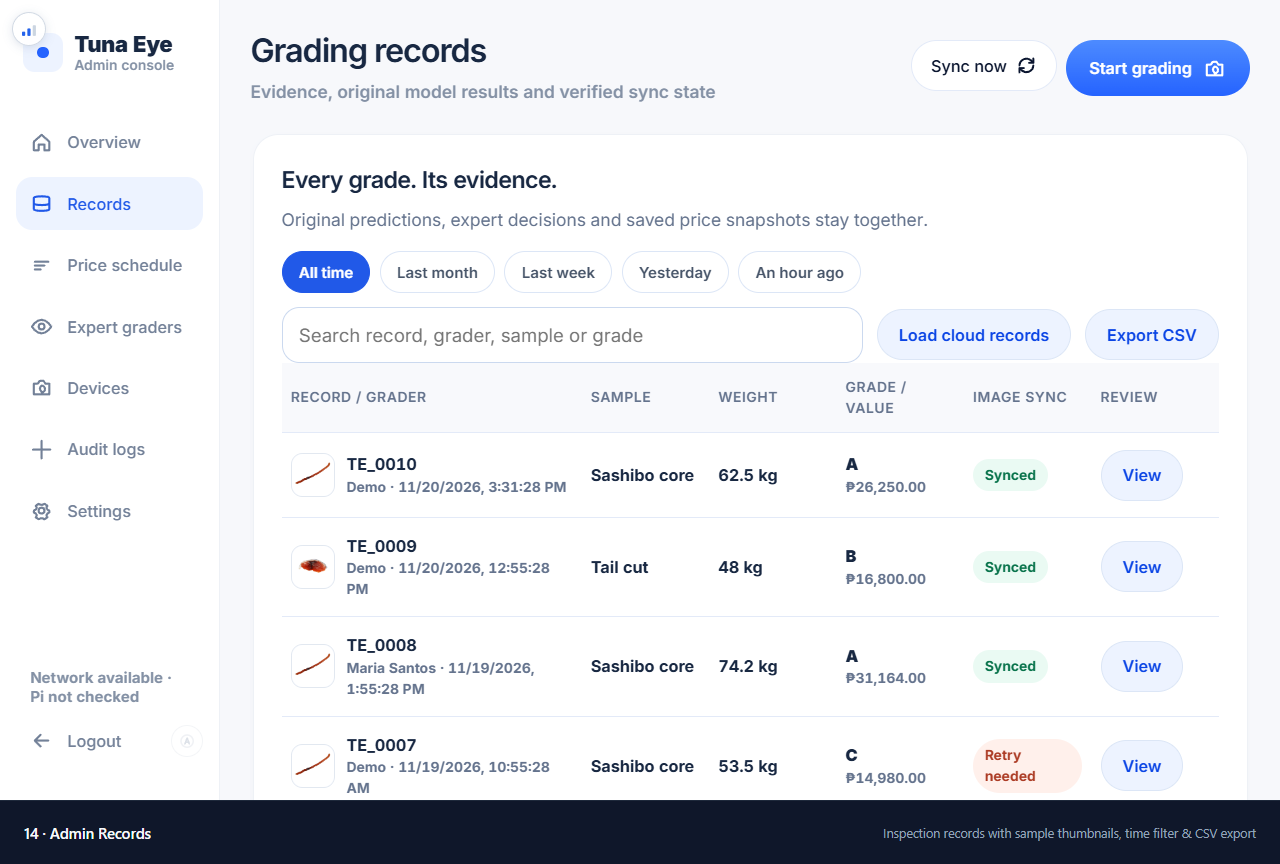 Tuna Eye
Admin console
Overview
Records
Price schedule
Expert graders
Devices
Audit logs
Settings
Network available ·
Pi not checked
Logout
A
Grading records
Evidence, original model results and verified sync state
Sync now
Start grading
Every grade. Its evidence.
Original predictions, expert decisions and saved price snapshots stay together.
All time
Last month
Last week
Yesterday
An hour ago
Search record, grader, sample or grade
Load cloud records
Export CSV
RECORD / GRADER
SAMPLE
WEIGHT
GRADE /
VALUE
IMAGE SYNC
REVIEW
TE_0010
Demo · 11/20/2026, 3:31:28 PM
Sashibo core
62.5 kg
A
₱26,250.00
Synced
View
TE_0009
Demo · 11/20/2026, 12:55:28
PM
Tail cut
48 kg
B
₱16,800.00
Synced
View
TE_0008
Maria Santos · 11/19/2026,
1:55:28 PM
Sashibo core
74.2 kg
A
₱31,164.00
Synced
View
TE_0007
Demo · 11/19/2026, 10:55:28
AM
Sashibo core
53.5 kg
C
₱14,980.00
Retry
needed
View
14 · Admin Records
Inspection records with sample thumbnails, time filter & CSV export